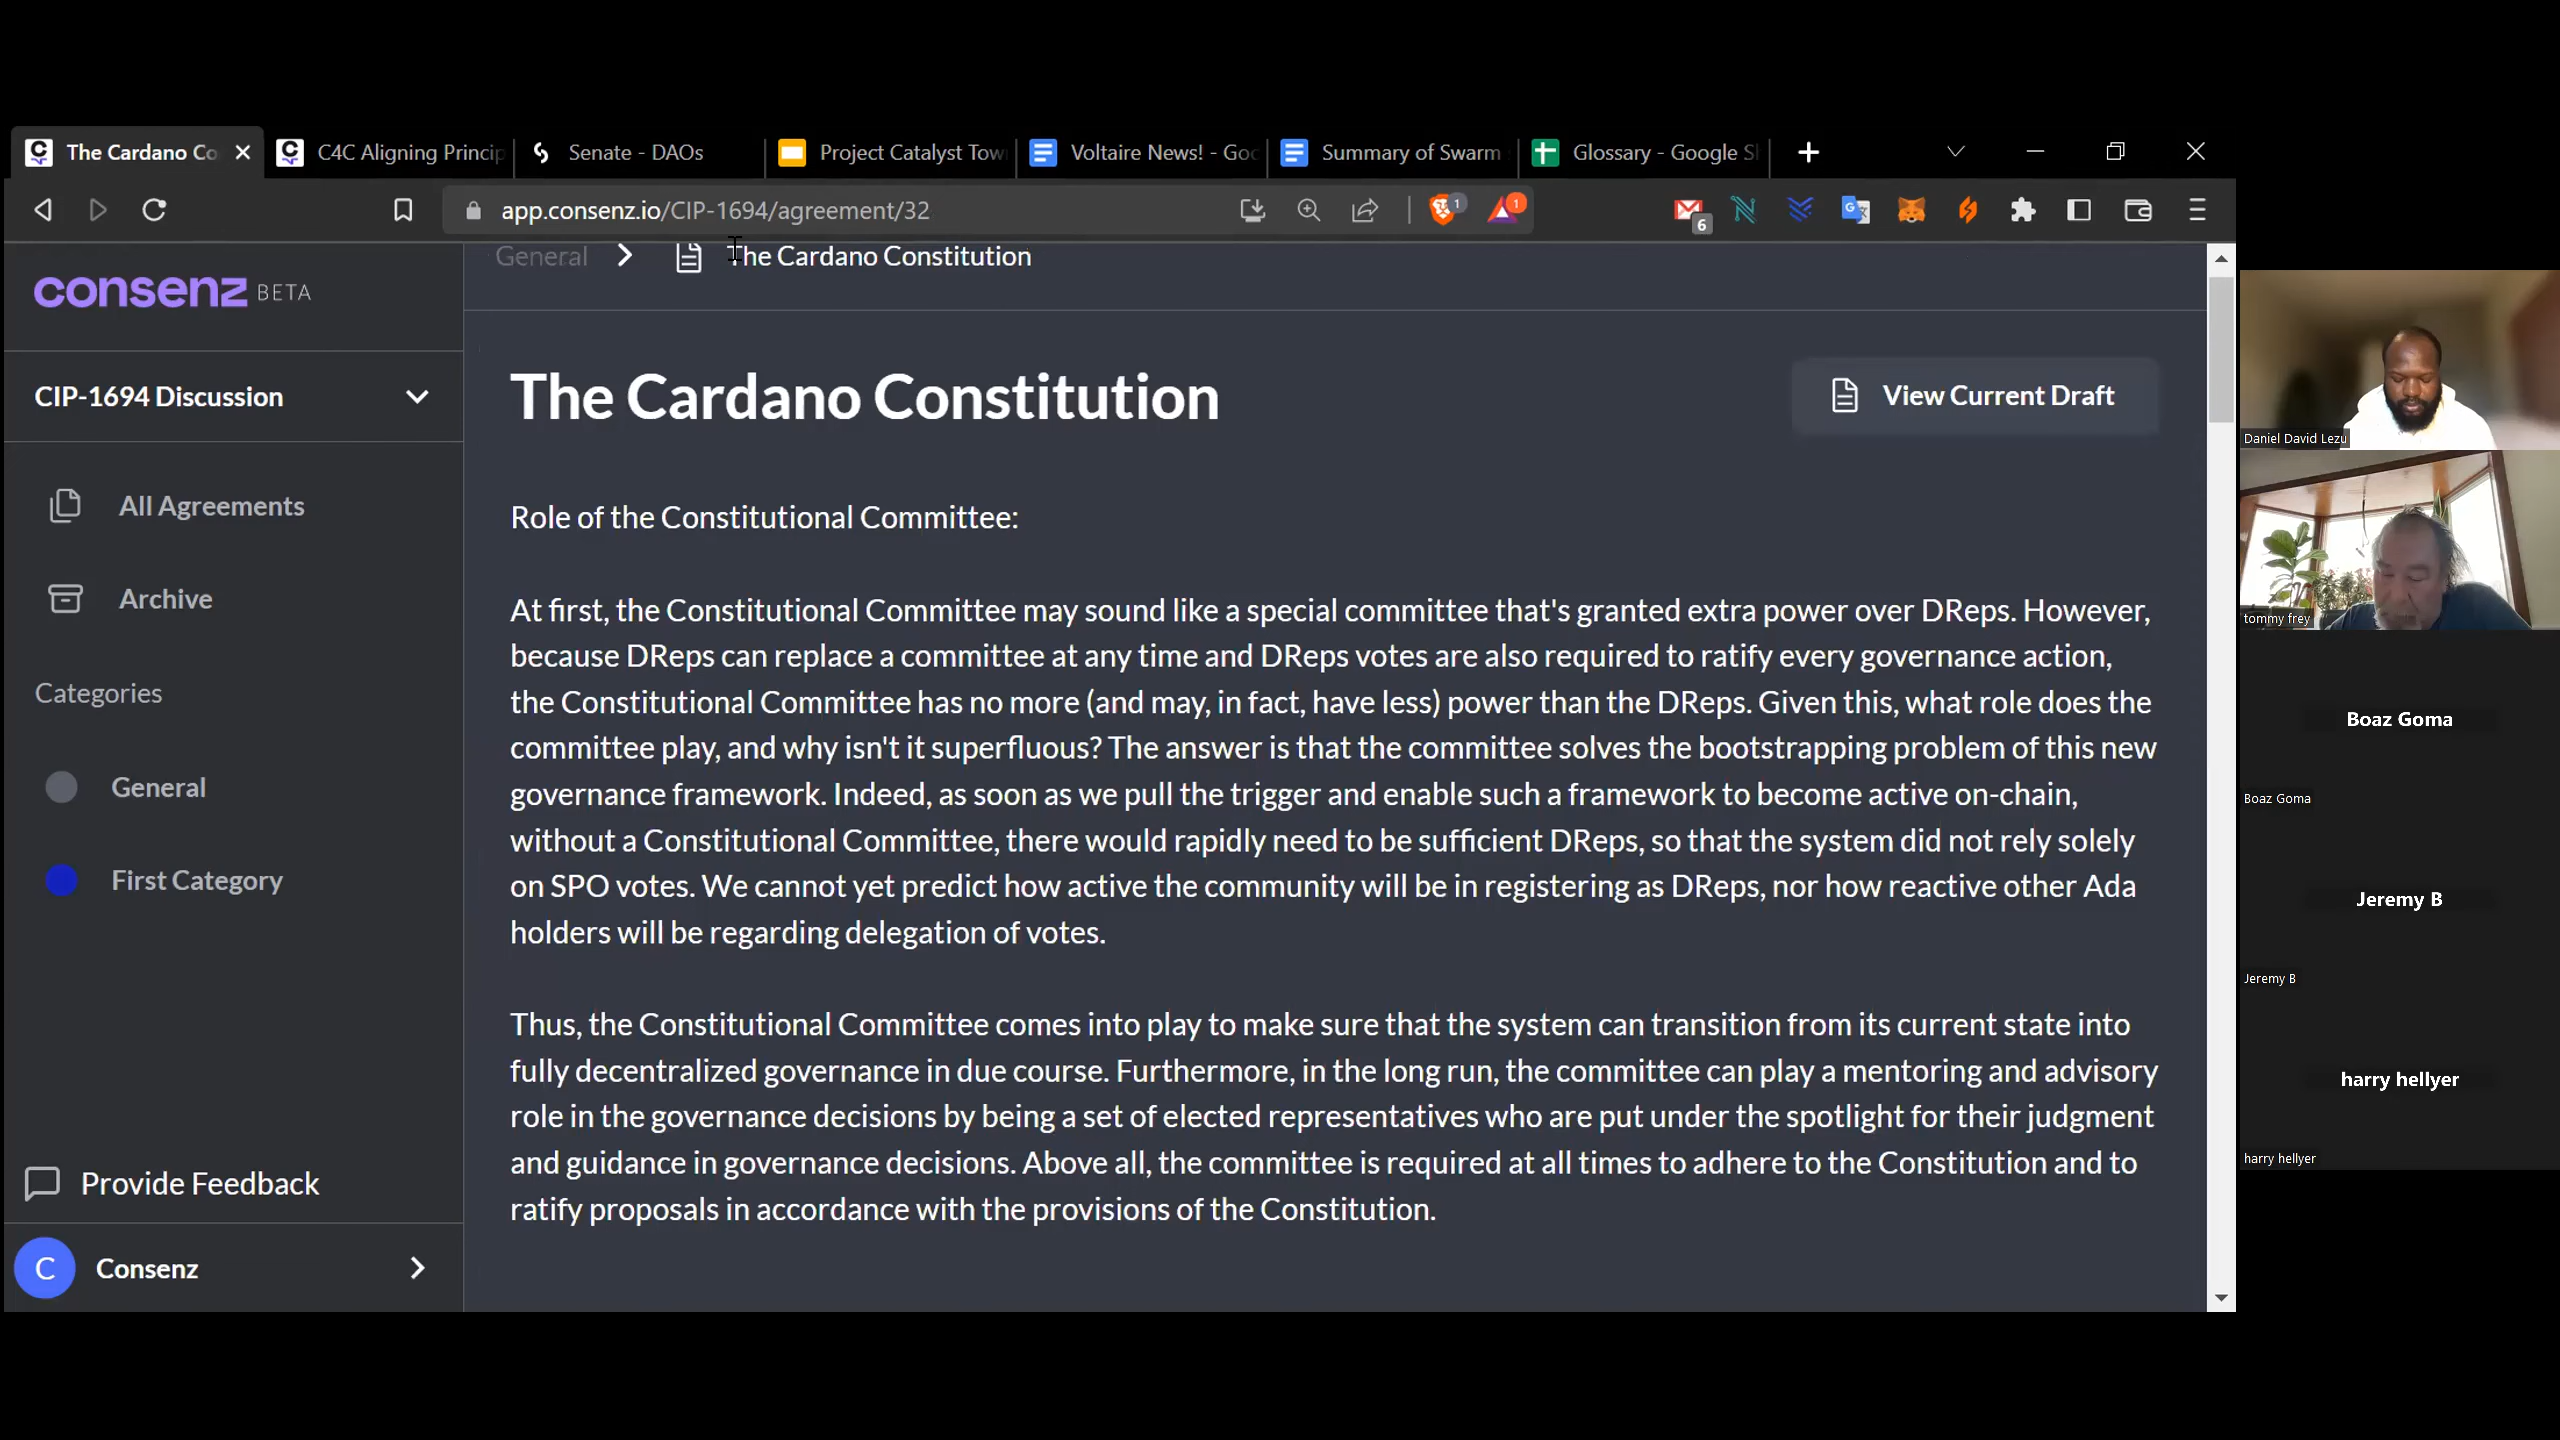 The Cardano Co
C4C Aligning Princip
Senate - DAOs
Project Catalyst Tow
Voltaire News! - Goo
Summary of Swarm
Glossary - Google S
app.consenz.io/CIP-1694/agreement/32
1
1
6
General
The Cardano Constitution
consenz BETA
CIP-1694 Discussion
All Agreements
Archive
Categories
General
First Category
Provide Feedback
C
Consenz
The Cardano Constitution
View Current Draft
Role of the Constitutional Committee:
At first, the Constitutional Committee may sound like a special committee that's granted extra power over DReps. However,
because DReps can replace a committee at any time and DReps votes are also required to ratify every governance action,
the Constitutional Committee has no more (and may, in fact, have less) power than the DReps. Given this, what role does the
committee play, and why isn't it superfluous? The answer is that the committee solves the bootstrapping problem of this new
governance framework. Indeed, as soon as we pull the trigger and enable such a framework to become active on-chain,
without a Constitutional Committee, there would rapidly need to be sufficient DReps, so that the system did not rely solely
on SPO votes. We cannot yet predict how active the community will be in registering as DReps, nor how reactive other Ada
holders will be regarding delegation of votes.
Thus, the Constitutional Committee comes into play to make sure that the system can transition from its current state into
fully decentralized governance in due course. Furthermore, in the long run, the committee can play a mentoring and advisory
role in the governance decisions by being a set of elected representatives who are put under the spotlight for their judgment
and guidance in governance decisions. Above all, the committee is required at all times to adhere to the Constitution and to
ratify proposals in accordance with the provisions of the Constitution.
Daniel David Lezu
tommy frey
Boaz Goma
Boaz Goma
Jeremy B
Jeremy B
harry hellyer
harry hellyer